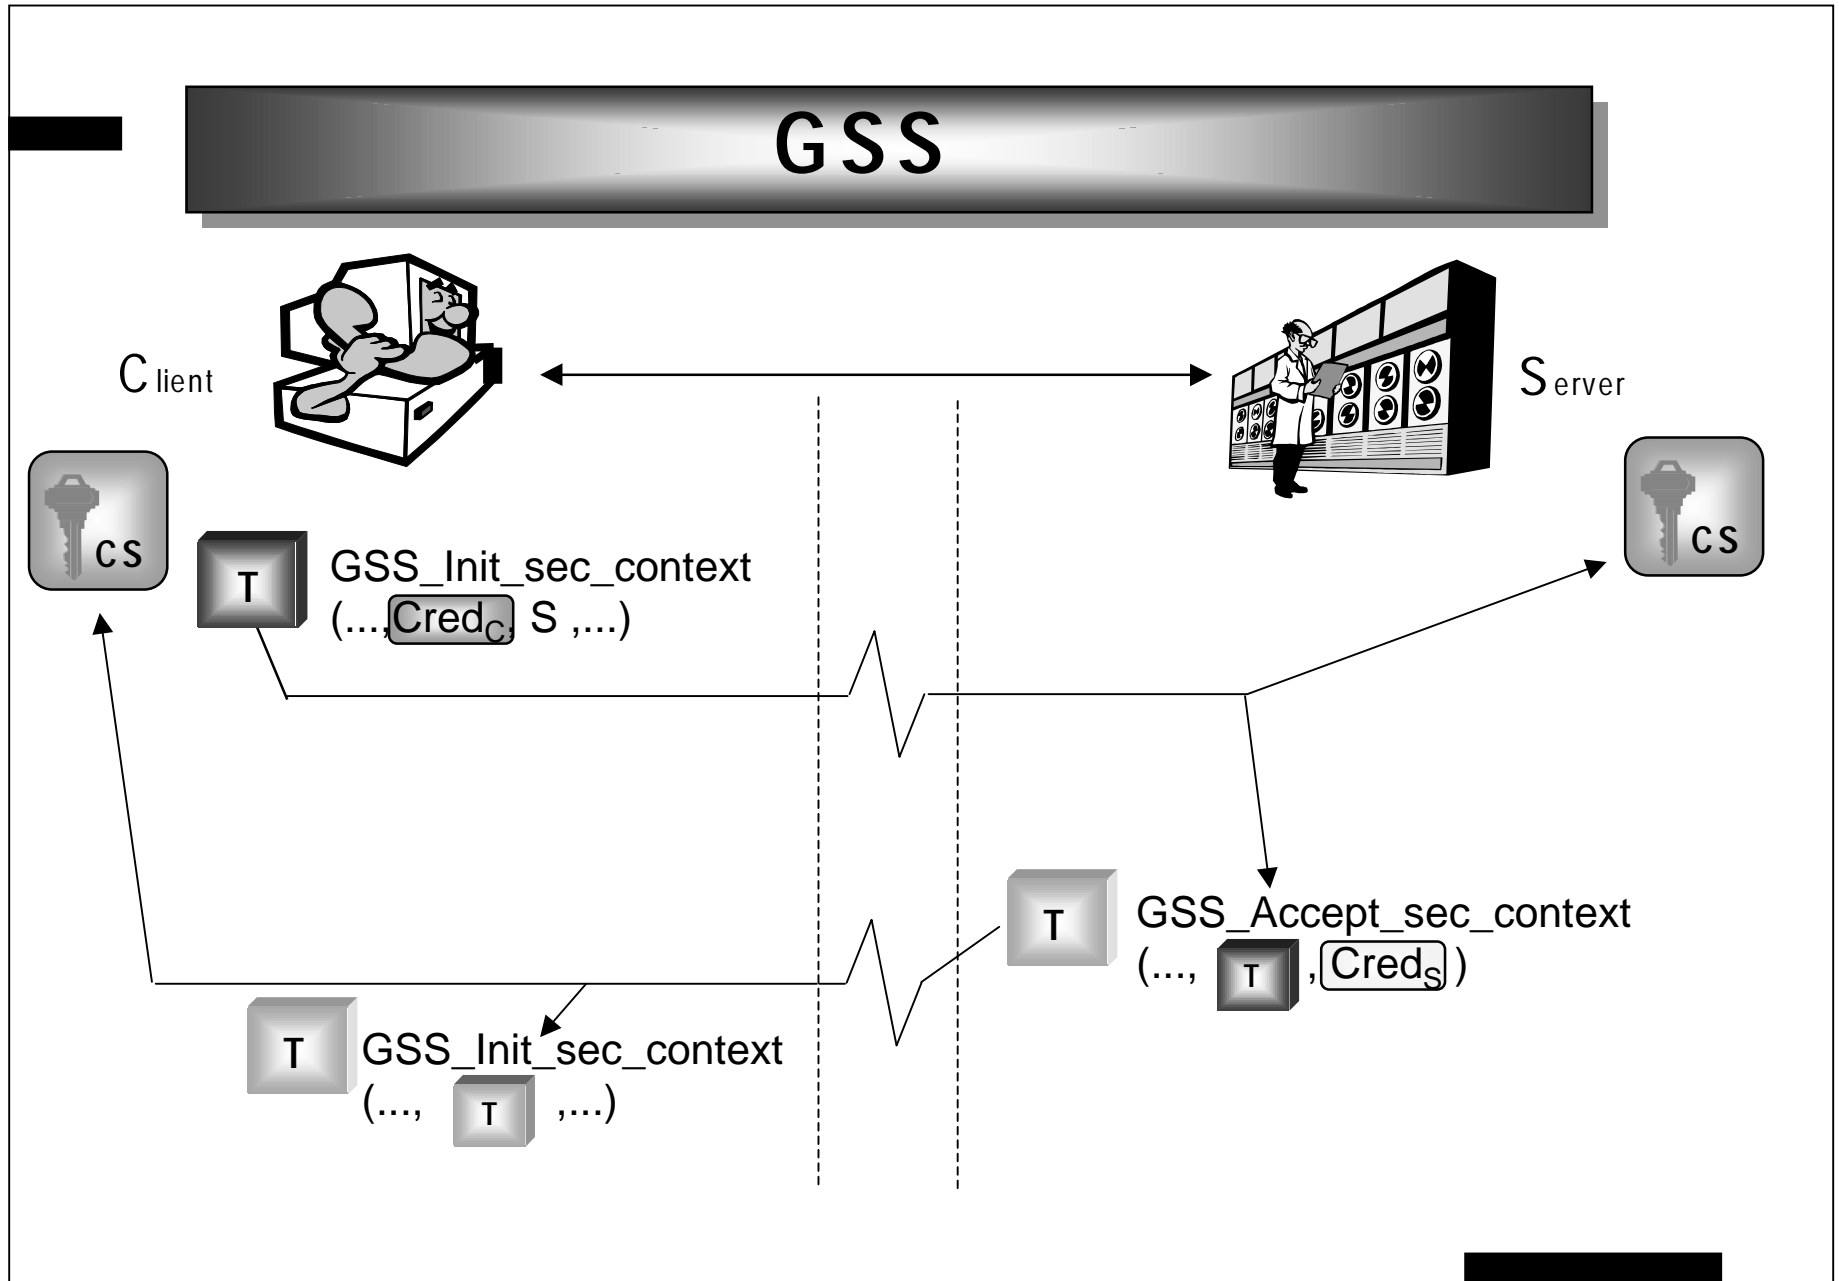 GSS
Client
Server
CS
CS
T
GSS_Init_sec_context
(...,CredC, S ,...)
T
GSS_Accept_sec_context
(..., T ,CredS )
T
GSS_Init_sec_context
(..., T ,...)